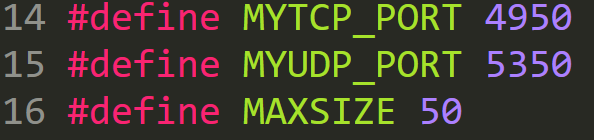 14 #define MYTCP_PORT 4950
15 #define MYUDP_PORT 5350
16 #define MAXSIZE 50